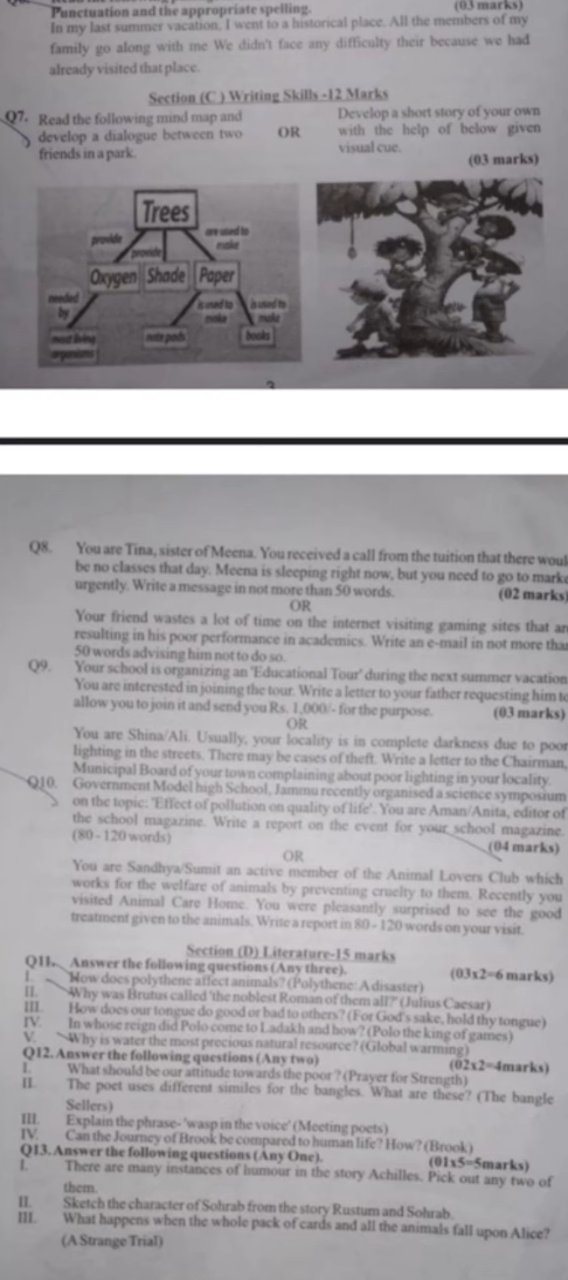 Punctuation and the appropriate spelling. (03 marks)
In my last summer vacation, I went to a historical place. All the members of my
family go along with me We didn't face any difficulty their because we had
already visited that place.
Section (C ) Writing Skills -12 Marks
Q7. Read the following mind map and
develop a dialogue between two
friends in a park.
OR
Develop a short story of your own
with the help of below given
visual cue.
(03 marks)
Trees
provide
provide
are used to
make
Oxygen Shade Paper
needed
by
is used to
make
is used to
make
most living
organisms
note pads
books
Q8. You are Tina, sister of Meena. You received a call from the tuition that there woul
be no classes that day. Meena is sleeping right now, but you need to go to marke
urgently. Write a message in not more than 50 words. (02 marks)
OR
Your friend wastes a lot of time on the internet visiting gaming sites that ar
resulting in his poor performance in academics. Write an e-mail in not more tha
50 words advising him not to do so.
Q9. Your school is organizing an 'Educational Tour' during the next summer vacation
You are interested in joining the tour. Write a letter to your father requesting him to
allow you to join it and send you Rs. 1,000/- for the purpose. (03 marks)
OR
You are Shina/Ali. Usually, your locality is in complete darkness due to poor
lighting in the streets. There may be cases of theft. Write a letter to the Chairman,
Municipal Board of your town complaining about poor lighting in your locality.
Q10. Government Model high School, Jammu recently organised a science symposium
on the topic: 'Effect of pollution on quality of life'. You are Aman/Anita, editor of
the school magazine. Write a report on the event for your school magazine.
(80 - 120 words) (04 marks)
OR
You are Sandhya/Sumit an active member of the Animal Lovers Club which
works for the welfare of animals by preventing cruelty to them. Recently you
visited Animal Care Home. You were pleasantly surprised to see the good
treatment given to the animals. Write a report in 80 - 120 words on your visit.
Section (D) Literature-15 marks
Q11. Answer the following questions (Any three). (03x2=6 marks)
I. How does polythene affect animals? (Polythene: A disaster)
II. Why was Brutus called 'the noblest Roman of them all?' (Julius Caesar)
III. How does our tongue do good or bad to others? (For God's sake, hold thy tongue)
IV. In whose reign did Polo come to Ladakh and how? (Polo the king of games)
V. Why is water the most precious natural resource? (Global warming)
Q12. Answer the following questions (Any two) (02x2=4marks)
I. What should be our attitude towards the poor? (Prayer for Strength)
II. The poet uses different similes for the bangles. What are these? (The bangle
Sellers)
III. Explain the phrase- 'wasp in the voice' (Meeting poets)
IV. Can the Journey of Brook be compared to human life? How? (Brook)
Q13. Answer the following questions (Any One). (01x5=5marks)
I. There are many instances of humour in the story Achilles. Pick out any two of
them.
II. Sketch the character of Sohrab from the story Rustum and Sohrab.
III. What happens when the whole pack of cards and all the animals fall upon Alice?
(A Strange Trial)